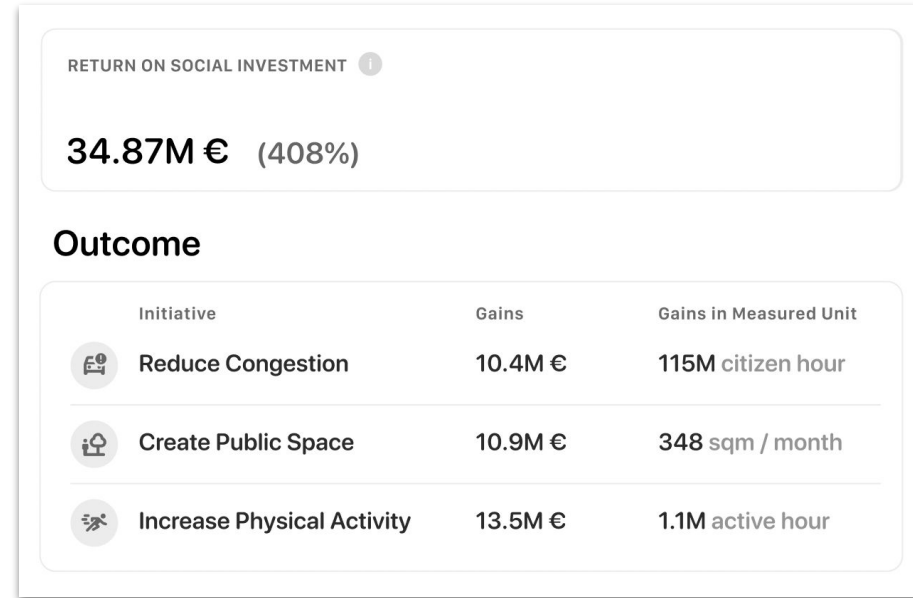 RETURN ON SOCIAL INVESTMENT i
34.87M € (408%)
Outcome
Initiative Gains Gains in Measured Unit
Reduce Congestion 10.4M € 115M citizen hour
Create Public Space 10.9M € 348 sqm / month
Increase Physical Activity 13.5M € 1.1M active hour